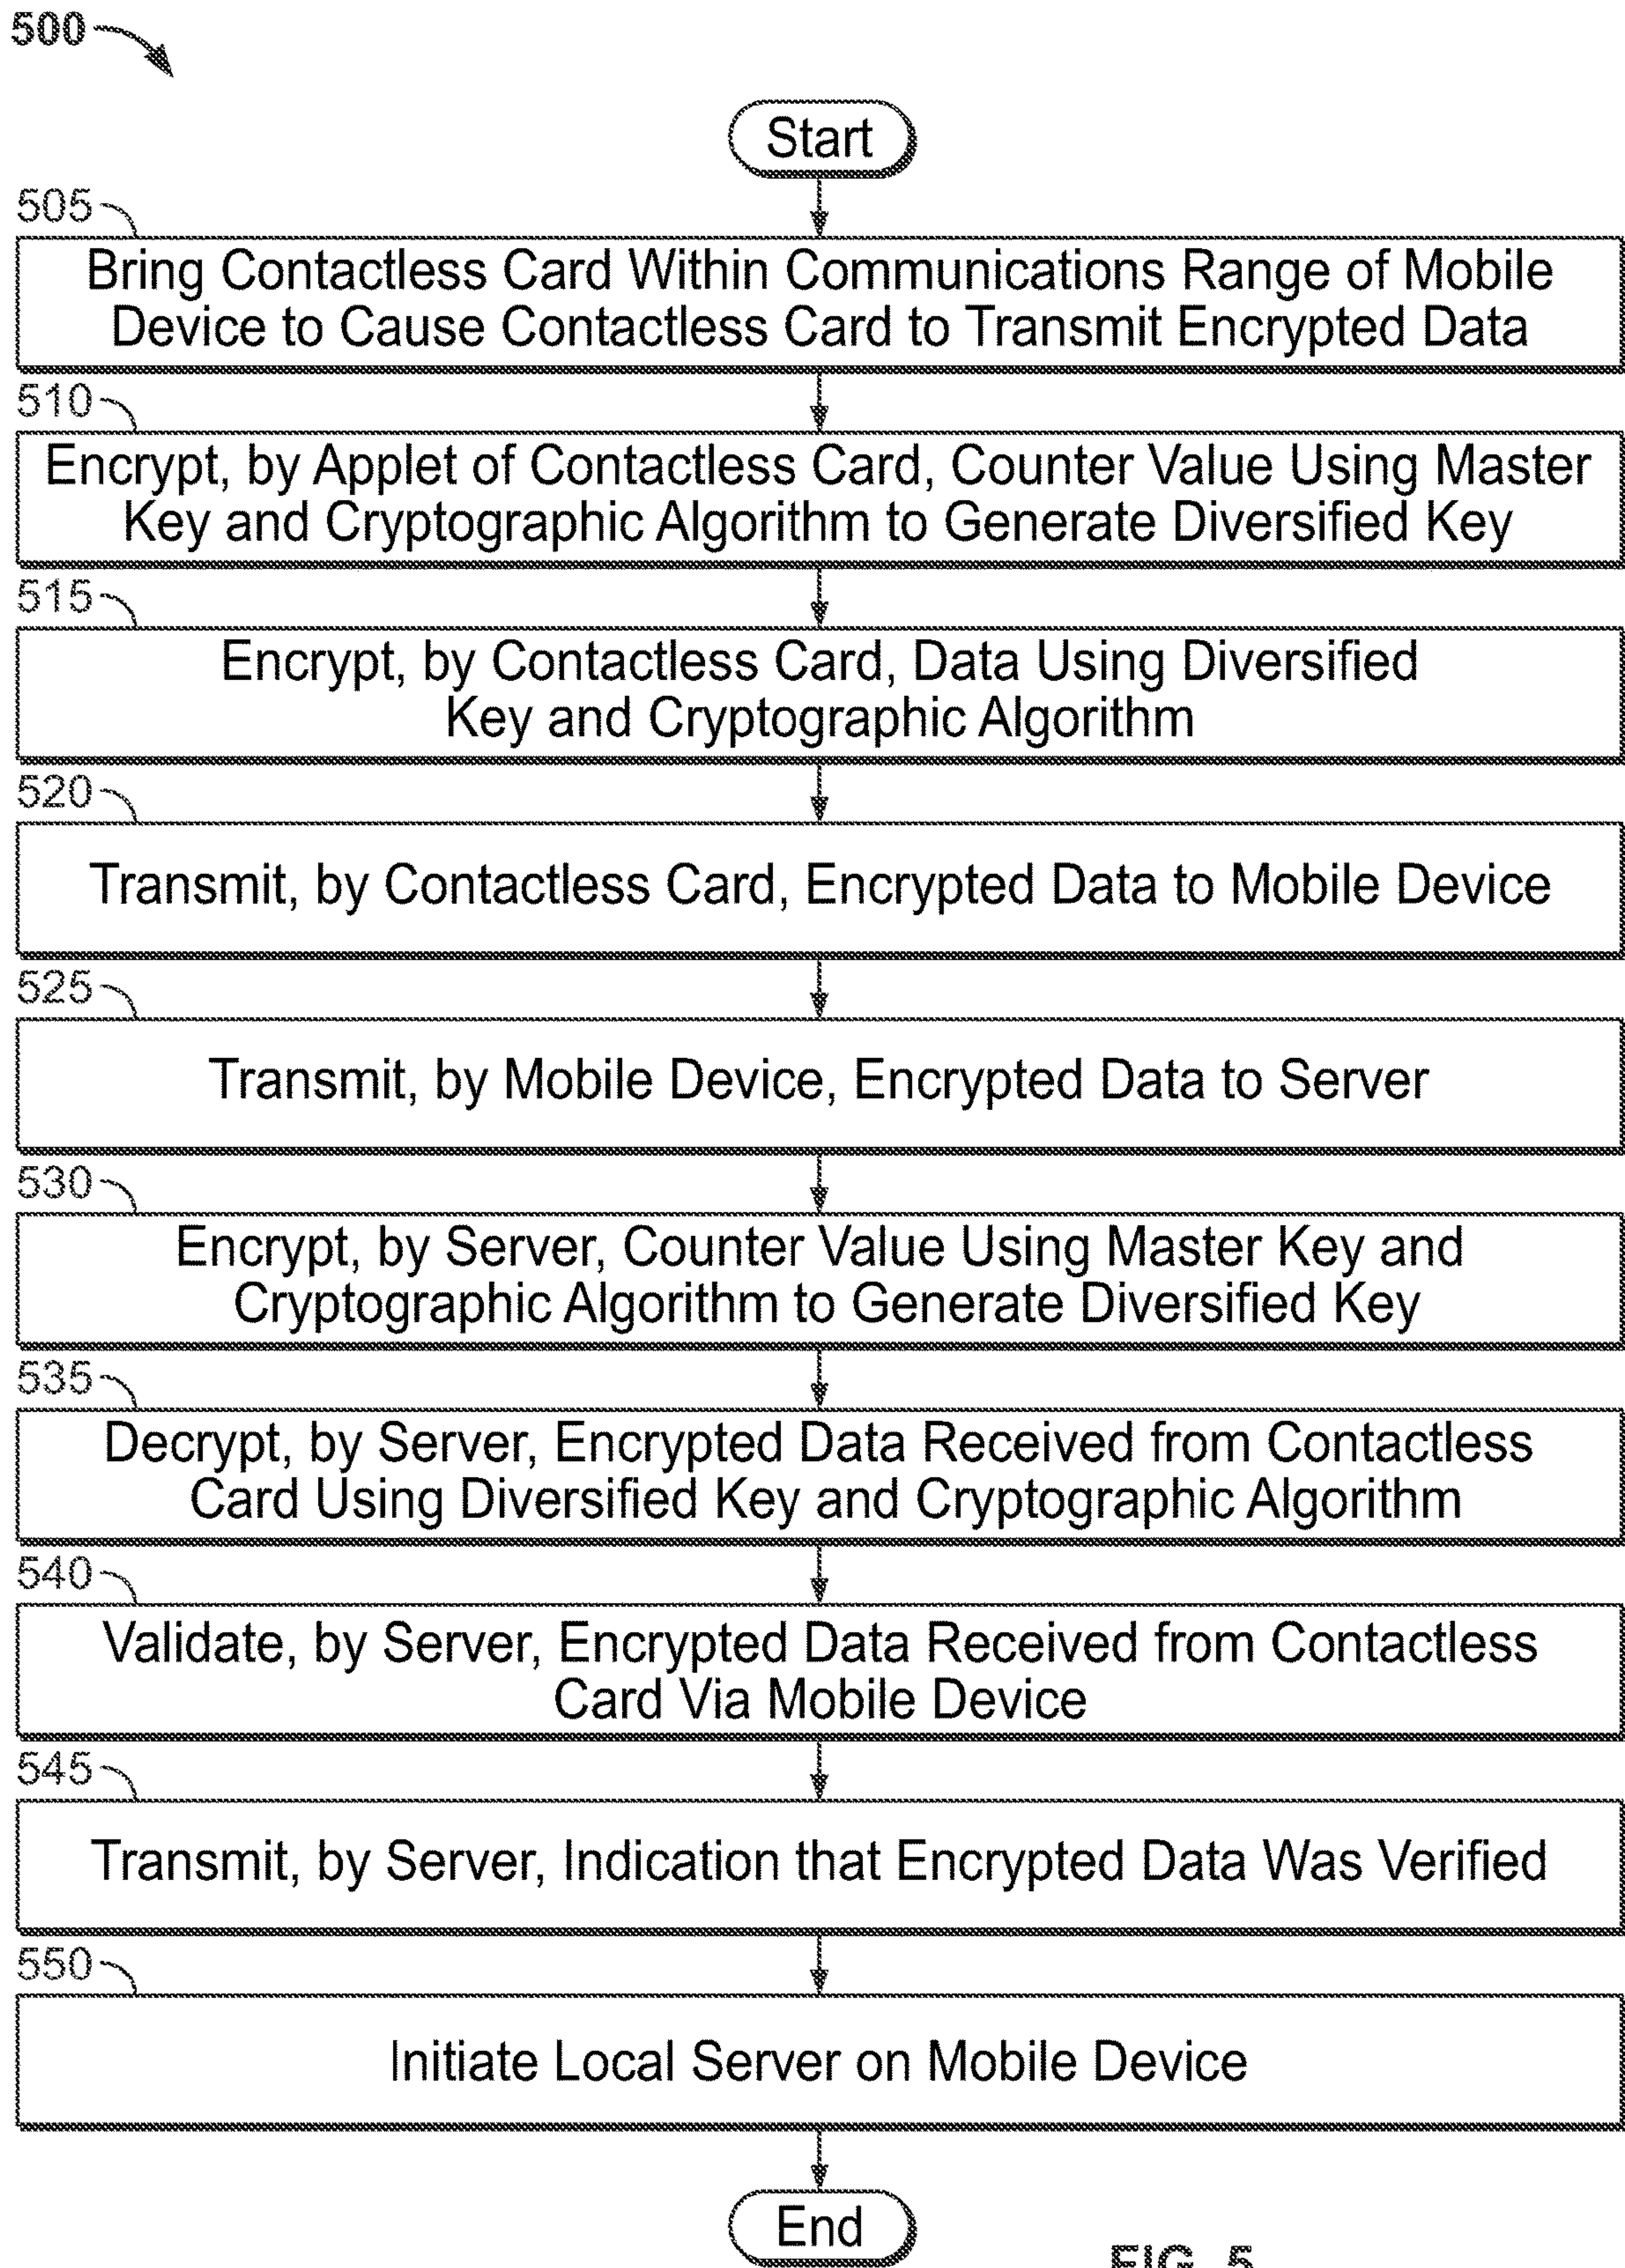 500
Start
505
Bring Contactless Card Within Communications Range of Mobile
Device to Cause Contactless Card to Transmit Encrypted Data
510
Encrypt, by Applet of Contactless Card, Counter Value Using Master
Key and Cryptographic Algorithm to Generate Diversified Key
515
Encrypt, by Contactless Card, Data Using Diversified
Key and Cryptographic Algorithm
520
Transmit, by Contactless Card, Encrypted Data to Mobile Device
525
Transmit, by Mobile Device, Encrypted Data to Server
530
Encrypt, by Server, Counter Value Using Master Key and
Cryptographic Algorithm to Generate Diversified Key
535
Decrypt, by Server, Encrypted Data Received from Contactless
Card Using Diversified Key and Cryptographic Algorithm
540
Validate, by Server, Encrypted Data Received from Contactless
Card Via Mobile Device
545
Transmit, by Server, Indication that Encrypted Data Was Verified
550
Initiate Local Server on Mobile Device
End
FIG. 5